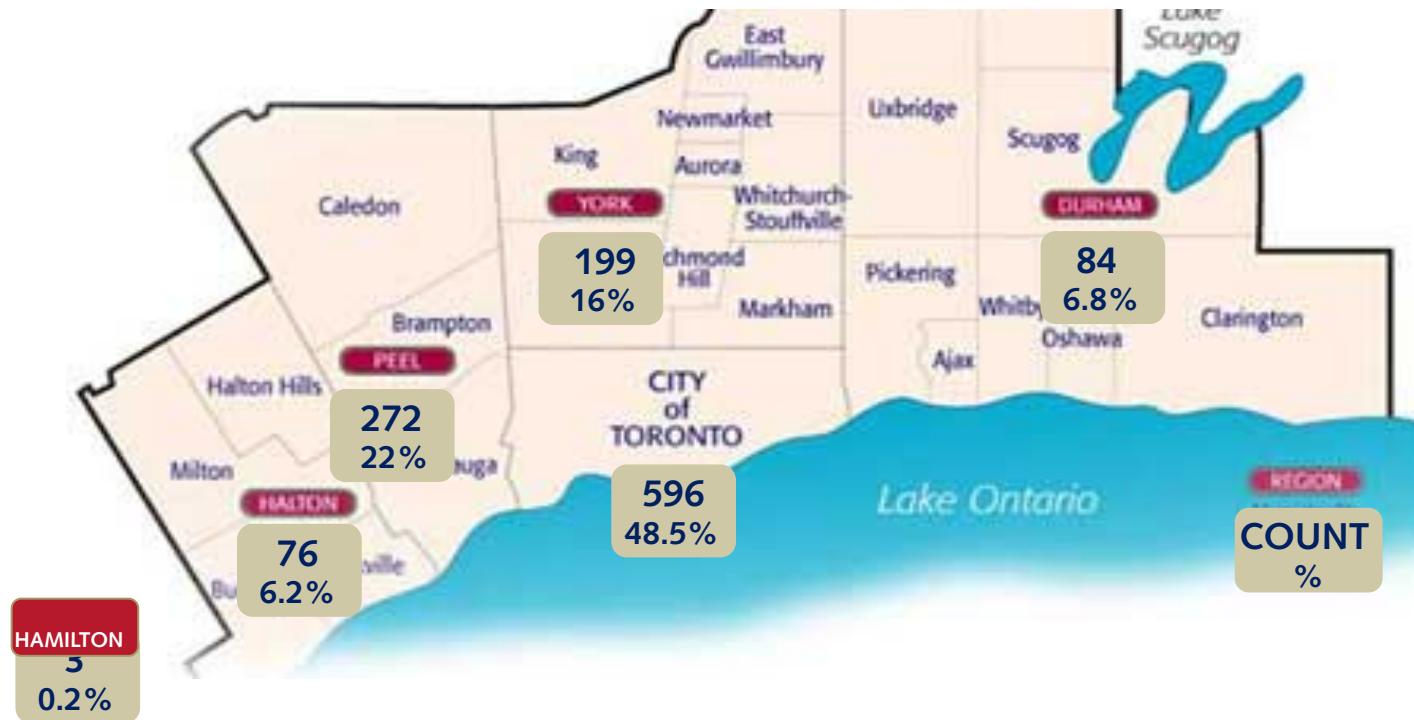 Lake
Scugog
East
Gwillimbury
Newmarket
Uxbridge
Scugog
King
Aurora
Caledon
YORK
Whitchurch-
Stouffville
DURHAM
199
16%
chmond
Hill
Pickering
84
6.8%
Brampton
Markham
Whitby
Clarington
Oshawa
PEEL
Ajax
Halton Hills
CITY
of
TORONTO
272
22%
Milton
auga
HALTON
596
48.5%
Lake Ontario
REGION
COUNT
%
76
6.2%
ville
Bu
HAMILTON
3
0.2%